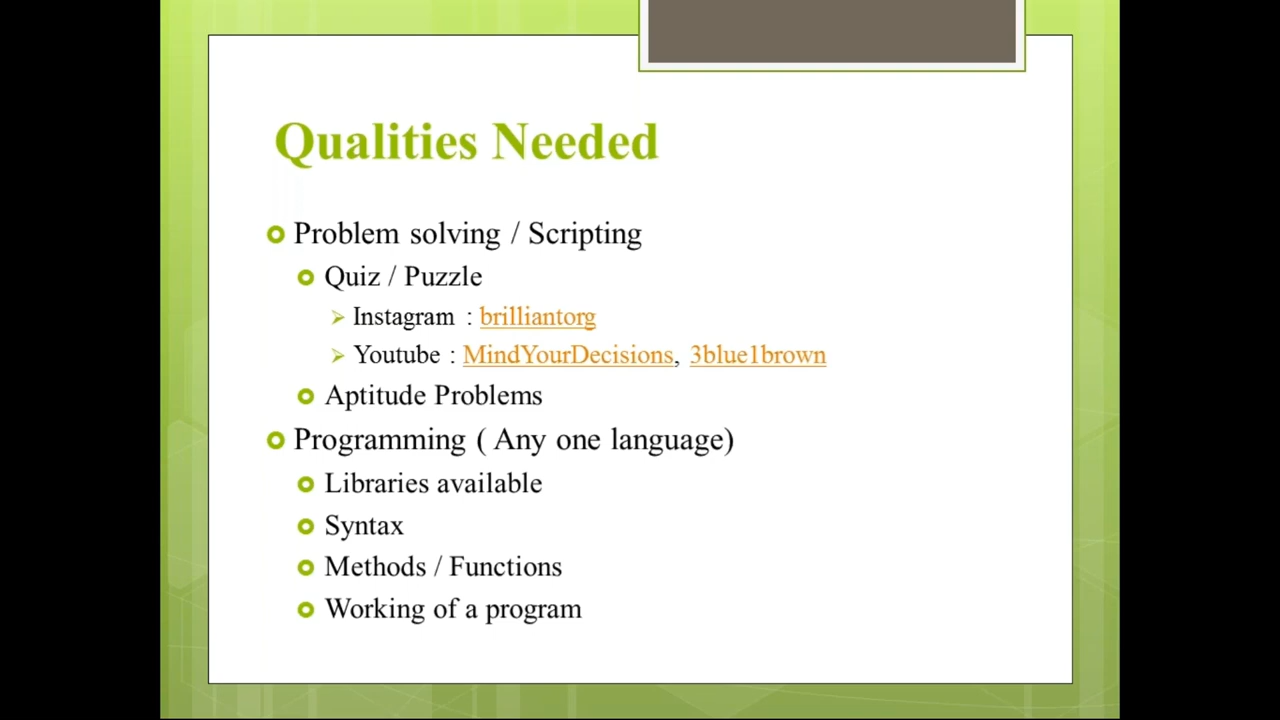 Qualities Needed
Problem solving / Scripting
Quiz / Puzzle
Instagram : brilliantorg
Youtube : MindYourDecisions, 3blue1brown
Aptitude Problems
Programming ( Any one language)
Libraries available
Syntax
Methods / Functions
Working of a program